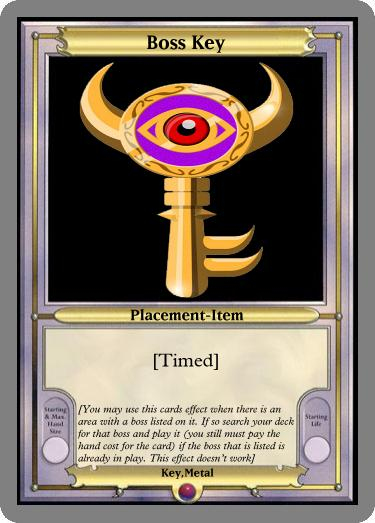 Boss Key
Placement-Item
[Timed]
[You may use this cards effect when there is an
area with a boss listed on it. If so search your deck
for that boss and play it (you still must pay the
hand cost for the card) if the boss that is listed is
already in play. This effect doesn't work]
Starting
& Max.
Hand
Size
Starting
Life
Key,Metal